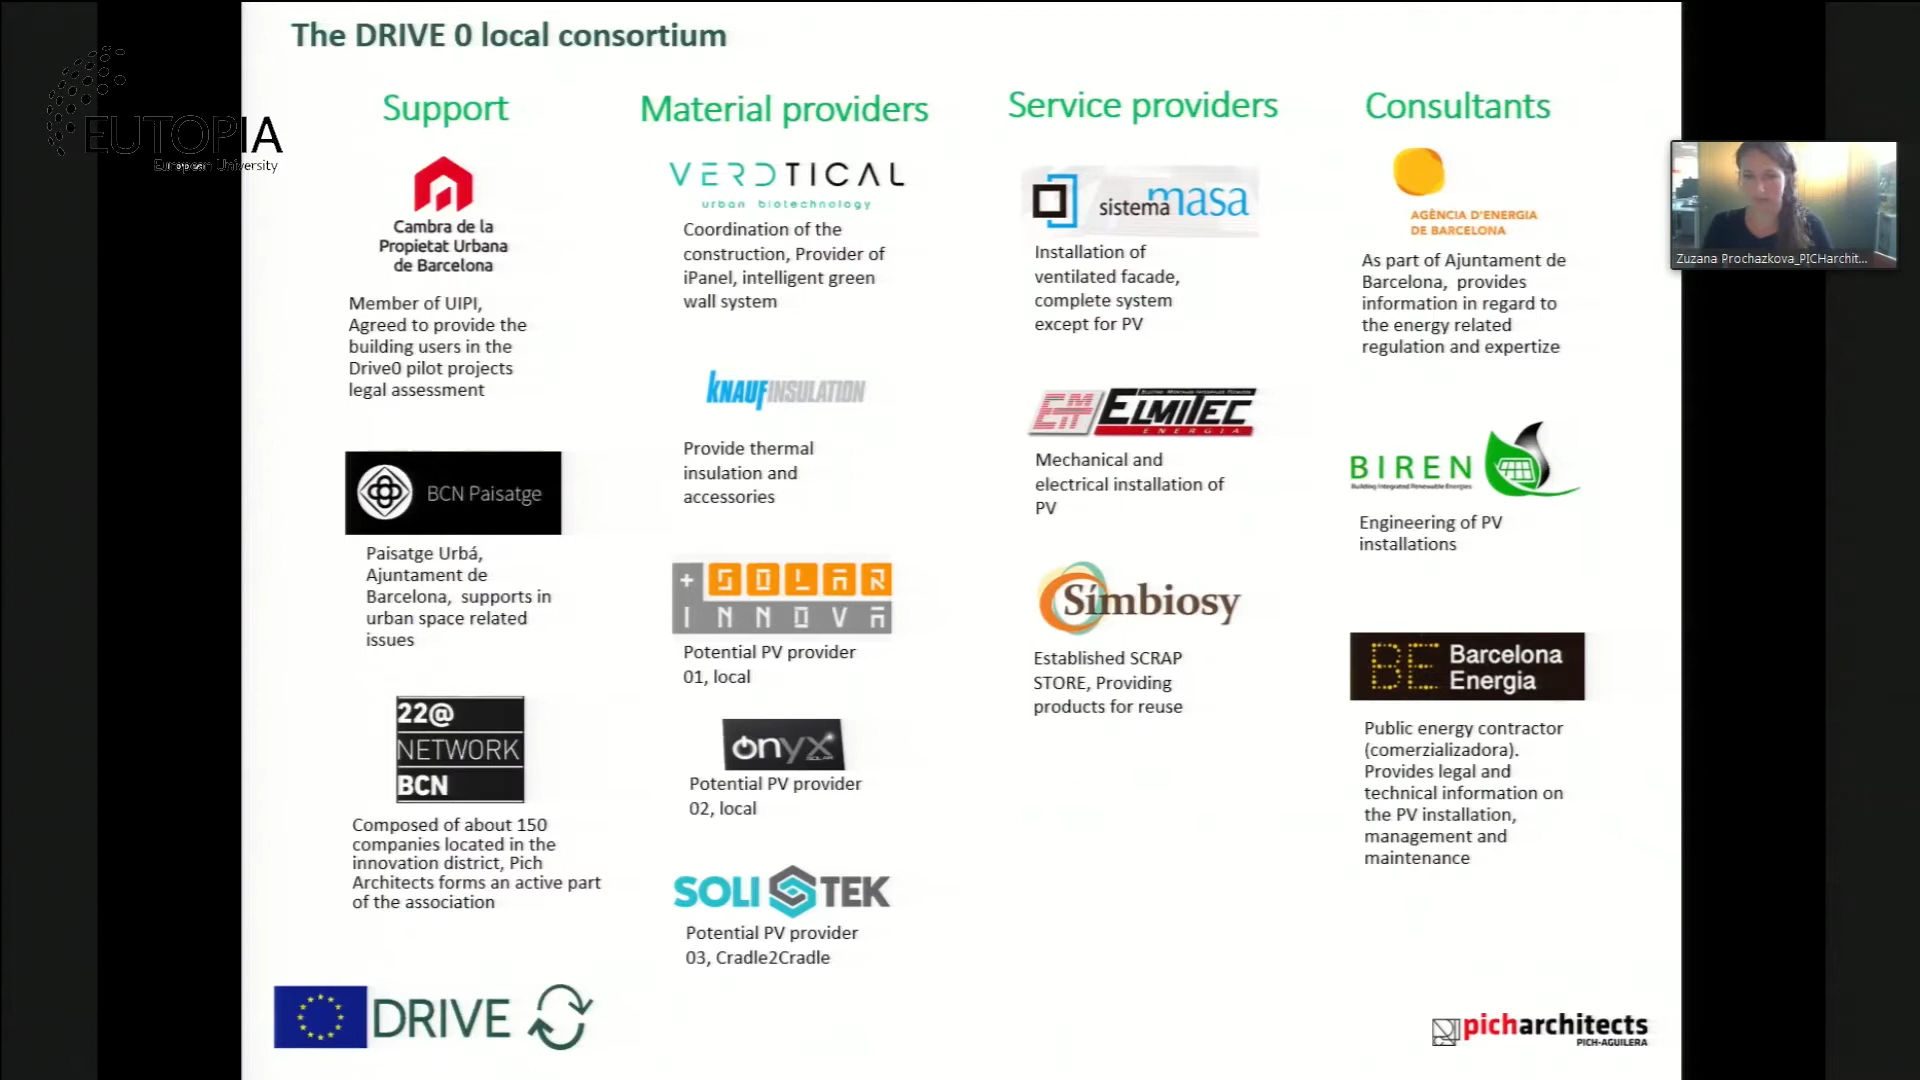 The DRIVE 0 local consortium
EUTOPIA
European University
Support
Cambra de la
Propietat Urbana
de Barcelona
Member of UIPI,
Agreed to provide the
building users in the
Drive0 pilot projects
legal assessment
BCN Paisatge
Paisatge Urbá,
Ajuntament de
Barcelona, supports in
urban space related
issues
22@
NETWORK
BCN
Composed of about 150
companies located in the
innovation district, Pich
Architects forms an active part
of the association
Material providers
VERDTICAL
urban biotechnology
Coordination of the
construction, Provider of
iPanel, intelligent green
wall system
KNAUFINSULATION
Provide thermal
insulation and
accessories
+ SOLAR
INNOVA
Potential PV provider
01, local
onyx
SOLAR
Potential PV provider
02, local
SOLITEK
Potential PV provider
03, Cradle2Cradle
Service providers
sistema masa
Installation of
ventilated facade,
complete system
except for PV
ELMITEC
ENERGIA
Mechanical and
electrical installation of
PV
Símbiosy
Established SCRAP
STORE, Providing
products for reuse
Consultants
AGÈNCIA D'ENERGIA
DE BARCELONA
As part of Ajuntament de
Barcelona, provides
information in regard to
the energy related
regulation and expertize
BIREN
Building Integrated Renewable Energies
Engineering of PV
installations
BE Barcelona
Energia
Public energy contractor
(comerzializadora).
Provides legal and
technical information on
the PV installation,
management and
maintenance
Zuzana Prochazkova_PICHarchit...
DRIVE
picharchitects
PICH-AGUILERA